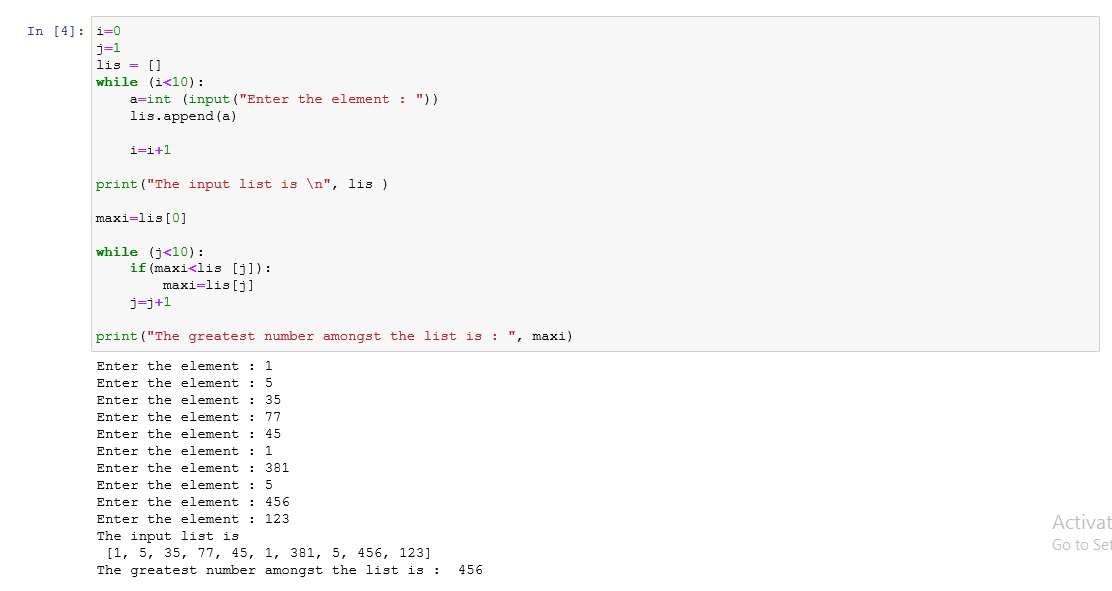 In [4]: i=0
j=1
lis = []
while (i<10):
    a=int (input("Enter the element : "))
    lis.append(a)

    i=i+1

print("The input list is \n", lis )

maxi=lis[0]

while (j<10):
    if(maxi<lis [j]):
        maxi=lis[j]
    j=j+1

print("The greatest number amongst the list is : ", maxi)
Enter the element : 1
Enter the element : 5
Enter the element : 35
Enter the element : 77
Enter the element : 45
Enter the element : 1
Enter the element : 381
Enter the element : 5
Enter the element : 456
Enter the element : 123
The input list is
 [1, 5, 35, 77, 45, 1, 381, 5, 456, 123]
The greatest number amongst the list is :  456
Activat
Go to Set